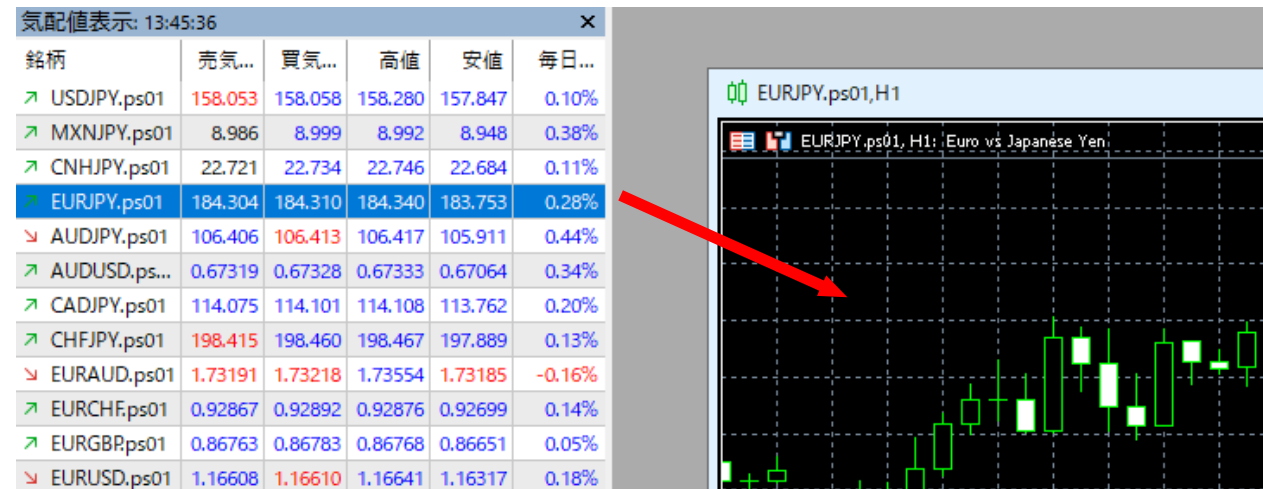 気配値表示: 13:45:36
銘柄 売気... 買気... 高値 安値 毎日...
USDJPY.ps01 158.053 158.058 158.280 157.847 0.10%
MXNJPY.ps01 8.986 8.999 8.992 8.948 0.38%
CNHJPY.ps01 22.721 22.734 22.746 22.684 0.11%
EURJPY.ps01 184.304 184.310 184.340 183.753 0.28%
AUDJPY.ps01 106.406 106.413 106.417 105.911 0.44%
AUDUSD.ps... 0.67319 0.67328 0.67333 0.67064 0.34%
CADJPY.ps01 114.075 114.101 114.108 113.762 0.20%
CHFJPY.ps01 198.415 198.460 198.467 197.889 0.13%
EURAUD.ps01 1.73191 1.73218 1.73554 1.73185 -0.16%
EURCHF.ps01 0.92867 0.92892 0.92876 0.92699 0.14%
EURGBP.ps01 0.86763 0.86783 0.86768 0.86651 0.05%
EURUSD.ps01 1.16608 1.16610 1.16641 1.16317 0.18%
EURJPY.ps01,H1
EURJPY.ps01, H1: Euro vs Japanese Yen